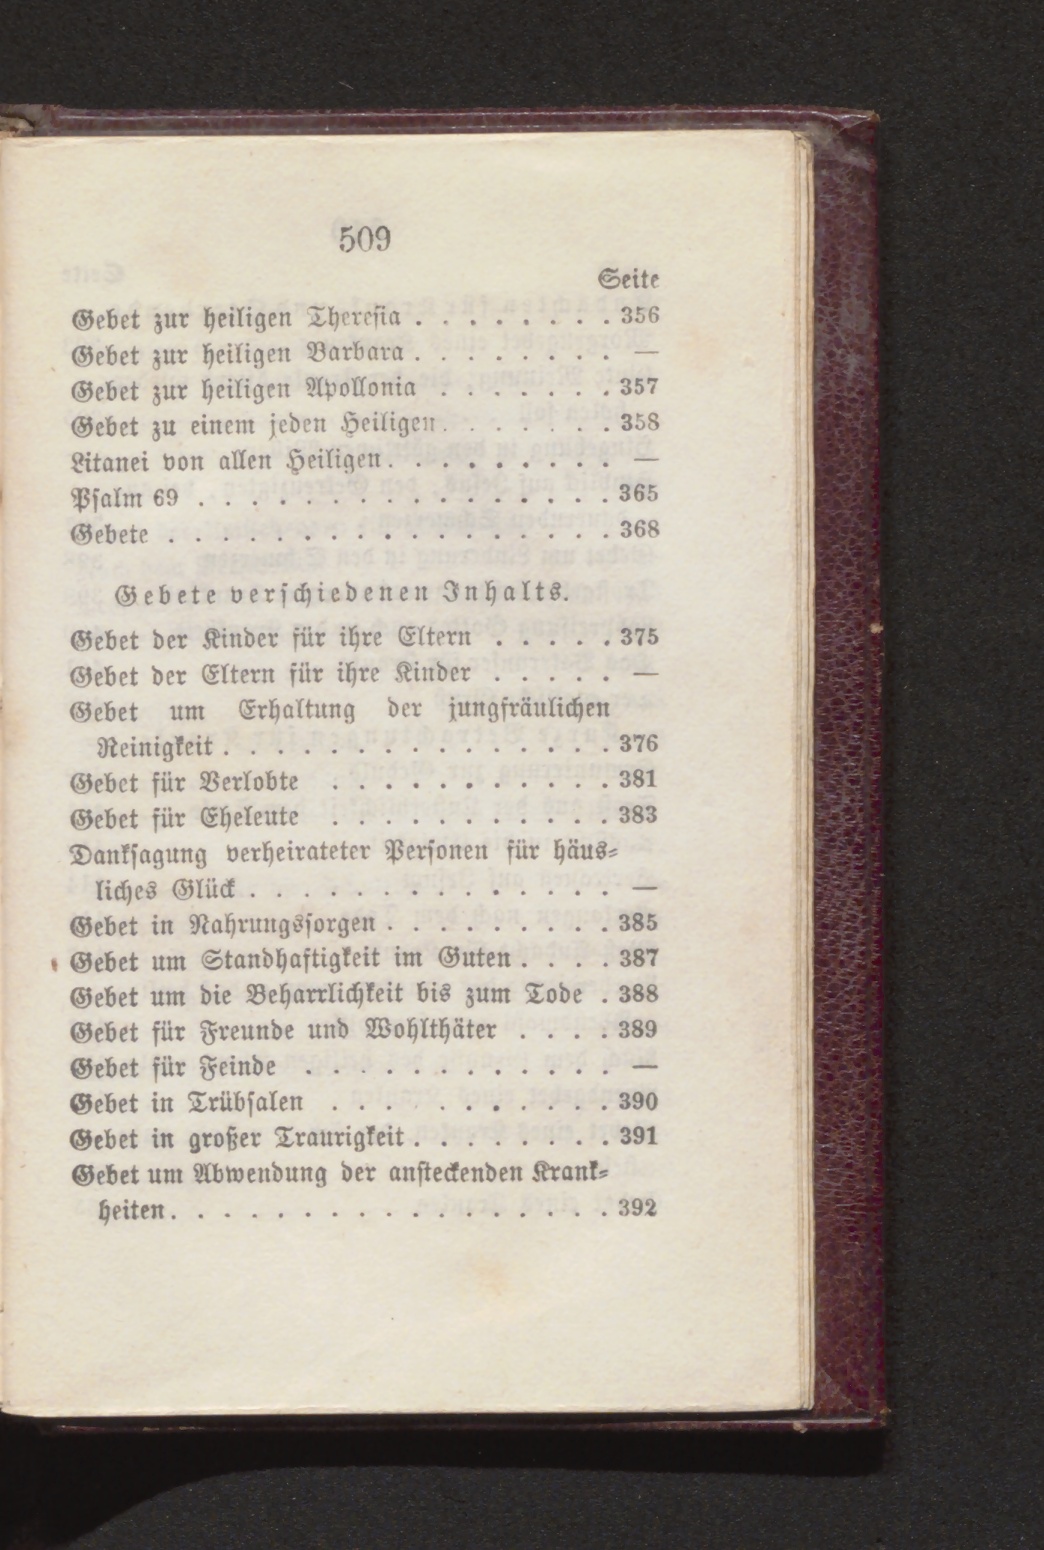 509
Seite
Gebet zur heiligen Theresia . . . . . . . . 356
Gebet zur heiligen Barbara . . . . . . . . —
Gebet zur heiligen Apollonia . . . . . . . 357
Gebet zu einem jeden Heiligen . . . . . . . 358
Litanei von allen Heiligen . . . . . . . . . —
Psalm 69 . . . . . . . . . . . . . . . . 365
Gebete . . . . . . . . . . . . . . . . . 368
Gebete verschiedenen Inhalts.
Gebet der Kinder für ihre Eltern . . . . . 375
Gebet der Eltern für ihre Kinder . . . . . —
Gebet um Erhaltung der jungfräulichen
Reinigkeit . . . . . . . . . . . . . . . 376
Gebet für Verlobte . . . . . . . . . . . 381
Gebet für Eheleute . . . . . . . . . . . 383
Danksagung verheirateter Personen für häus-
liches Glück . . . . . . . . . . . . . . —
Gebet in Nahrungssorgen . . . . . . . . . 385
Gebet um Standhaftigkeit im Guten . . . . 387
Gebet um die Beharrlichkeit bis zum Tode . 388
Gebet für Freunde und Wohlthäter . . . . 389
Gebet für Feinde . . . . . . . . . . . . —
Gebet in Trübsalen . . . . . . . . . . . 390
Gebet in großer Traurigkeit . . . . . . . . 391
Gebet um Abwendung der ansteckenden Krank-
heiten . . . . . . . . . . . . . . . . . 392